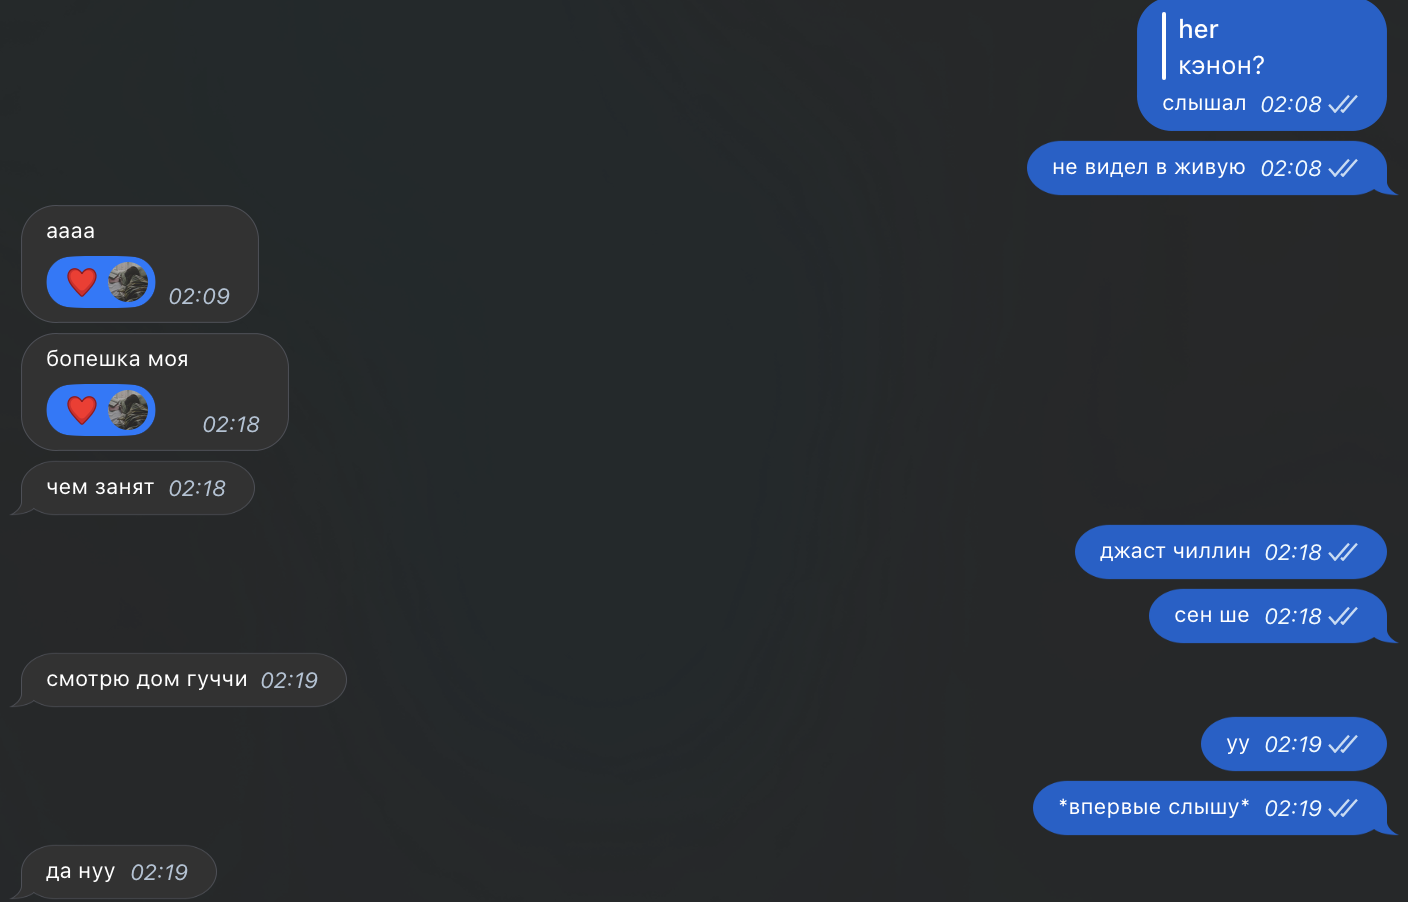 her
кэнон?
слышал 02:08
не видел в живую 02:08
аааа
02:09
бопешка моя
02:18
чем занят 02:18
джаст чиллин 02:18
сен ше 02:18
смотрю дом гуччи 02:19
уу 02:19
*впервые слышу* 02:19
да нуу 02:19